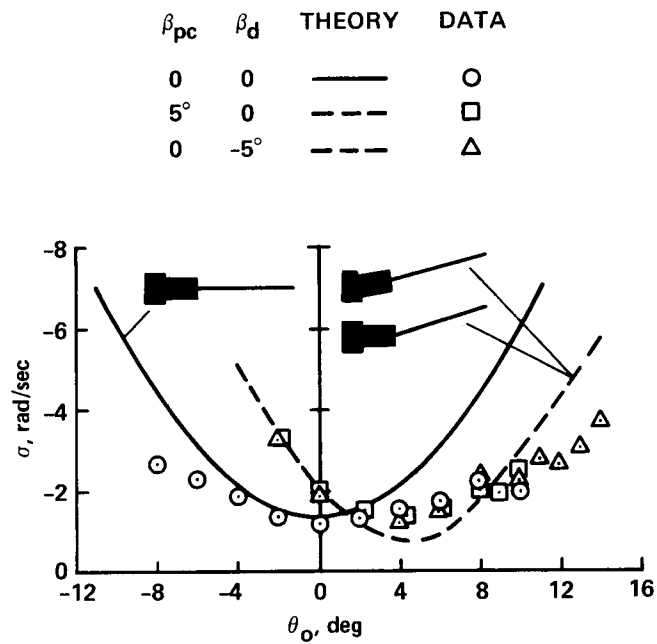 βpc βd THEORY DATA
0 0
5° 0
0 -5°
-8
-6
-4
-2
0
σ, rad/sec
-12 -8 -4 0 4 8 12 16
θo, deg